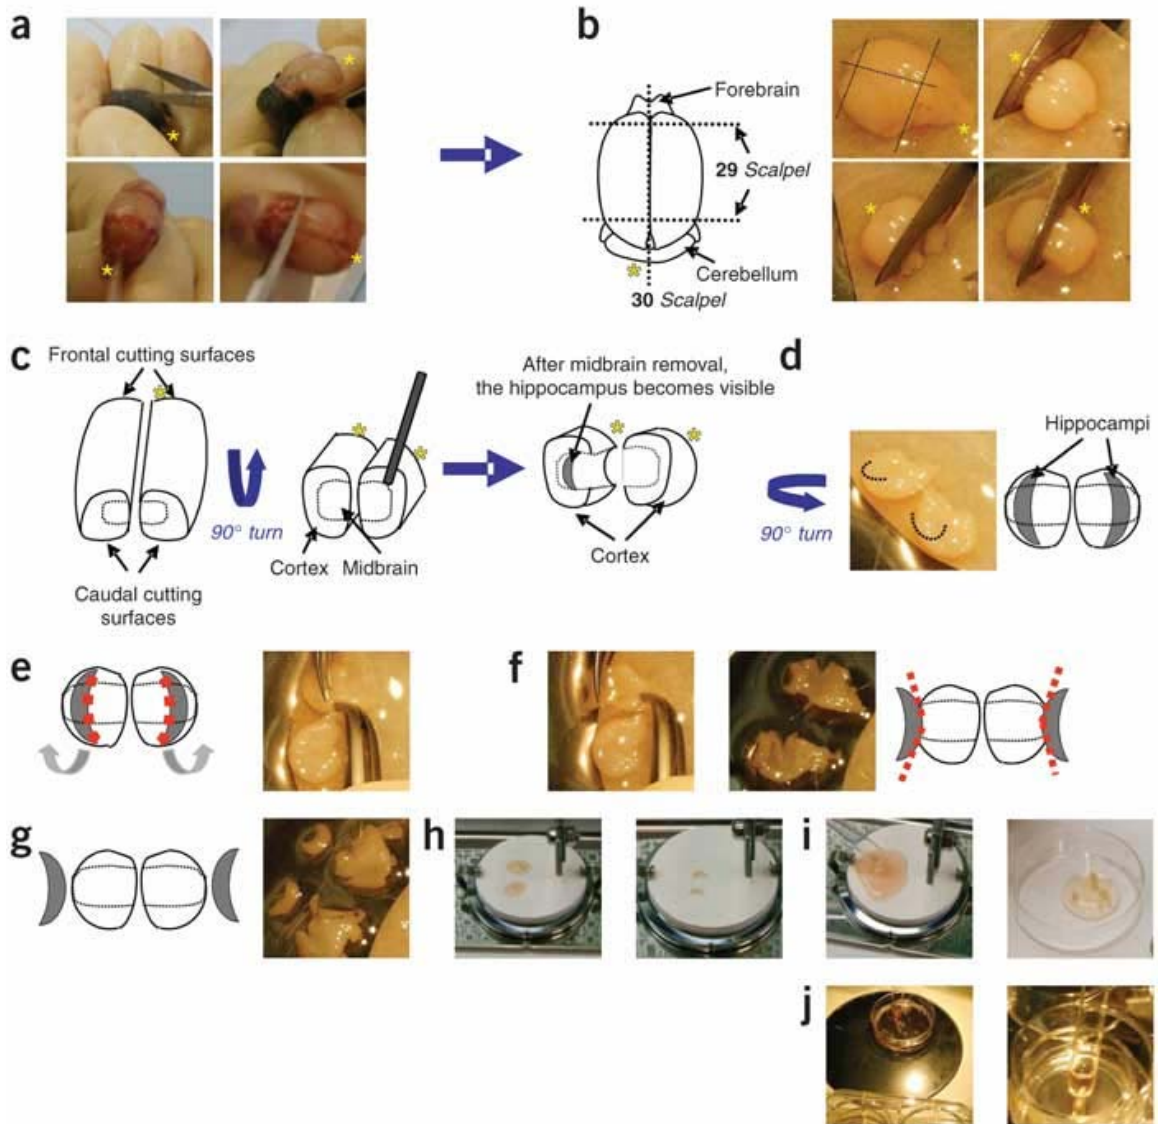 a
b
Forebrain
29 Scalpel
Cerebellum
30 Scalpel
c
Frontal cutting surfaces
90° turn
Cortex Midbrain
Caudal cutting
surfaces
After midbrain removal,
the hippocampus becomes visible
Cortex
d
Hippocampi
90° turn
e
f
g
h
i
j